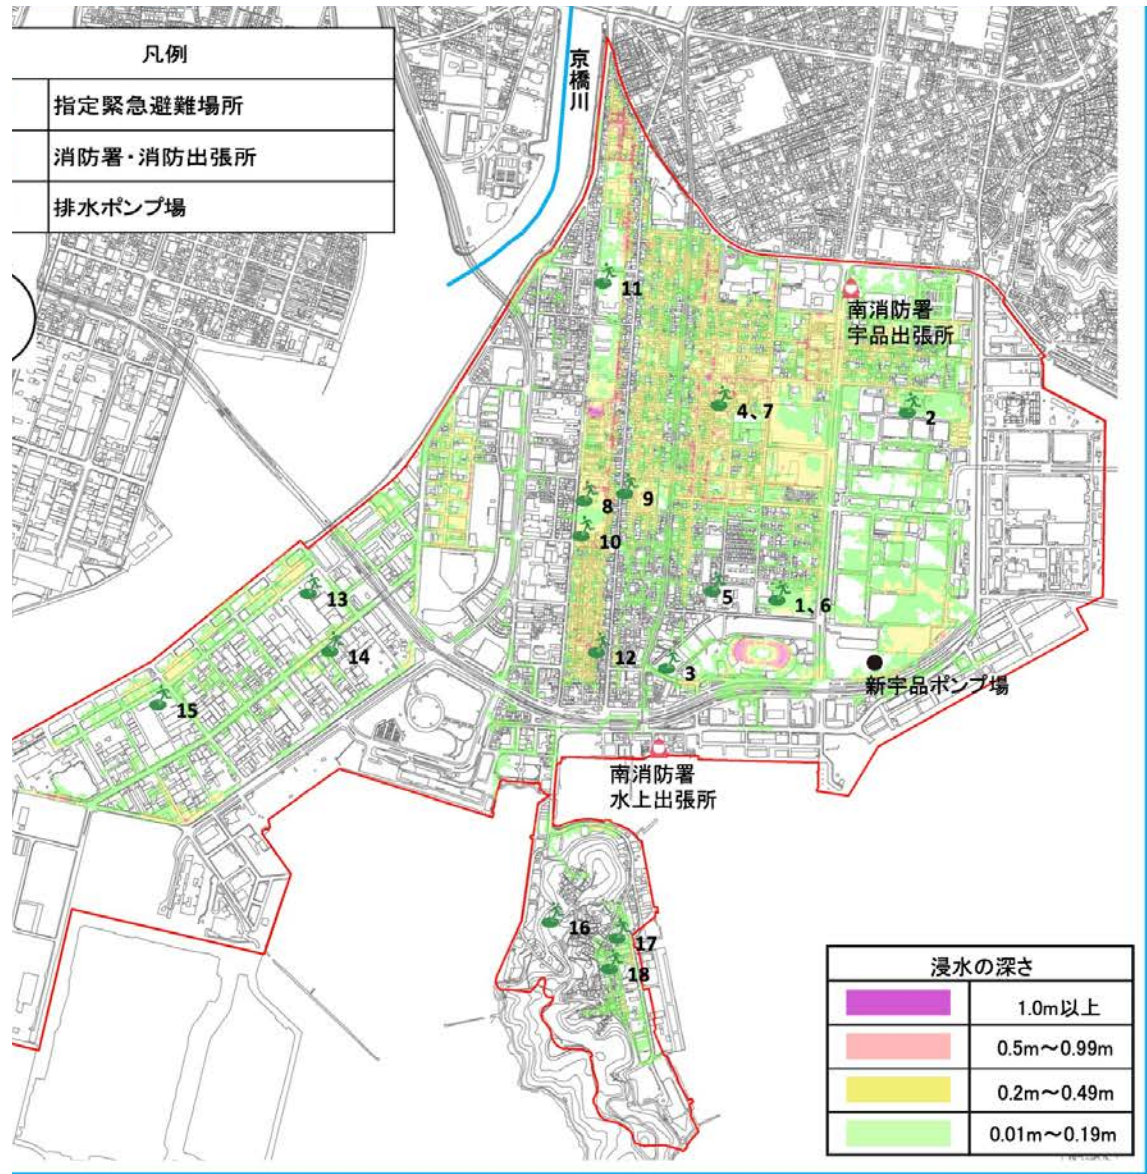 凡例
指定緊急避難場所
消防署・消防出張所
排水ポンプ場
京橋川
11
南消防署
宇品出張所
4、7
2
8
9
10
5
1、6
13
14
12
3
15
新宇品ポンプ場
南消防署
水上出張所
16
17
18
浸水の深さ
1.0m以上
0.5m～0.99m
0.2m～0.49m
0.01m～0.19m